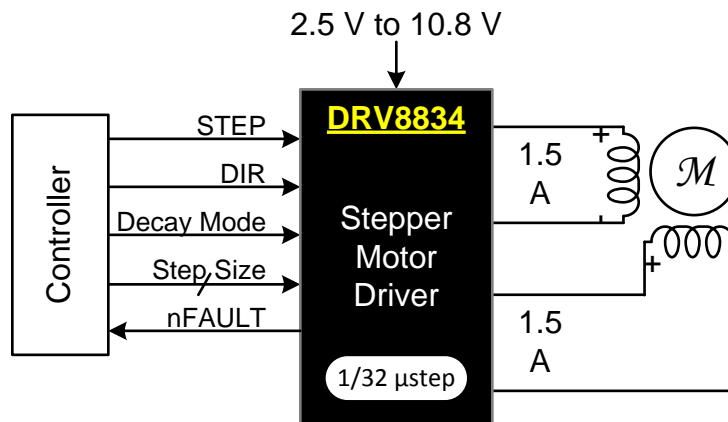 2.5 V to 10.8 V
Controller
STEP
DIR
Decay Mode
Step Size
nFAULT
DRV8834
Stepper
Motor
Driver
1/32 µstep
+
1.5
A
-
M
+
1.5
A